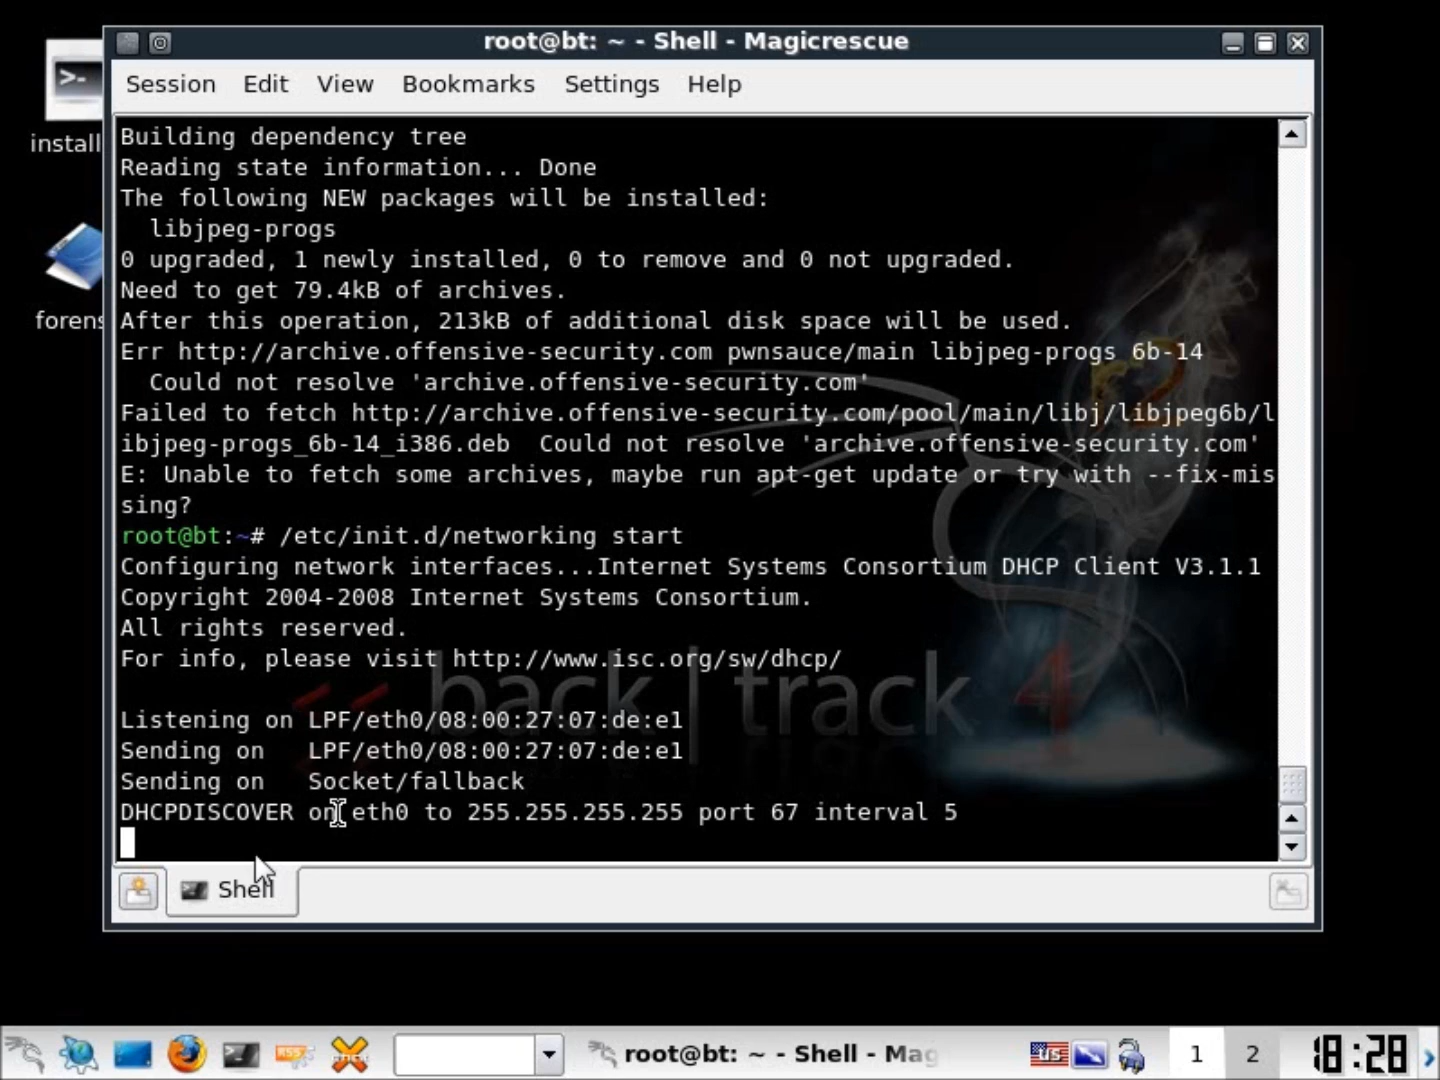 root@bt: ~ - Shell - Magicrescue
Session Edit View Bookmarks Settings Help
install
forens
Building dependency tree
Reading state information... Done
The following NEW packages will be installed:
libjpeg-progs
0 upgraded, 1 newly installed, 0 to remove and 0 not upgraded.
Need to get 79.4kB of archives.
After this operation, 213kB of additional disk space will be used.
Err http://archive.offensive-security.com pwnsauce/main libjpeg-progs 6b-14
Could not resolve 'archive.offensive-security.com'
Failed to fetch http://archive.offensive-security.com/pool/main/libj/libjpeg6b/l
ibjpeg-progs_6b-14_i386.deb  Could not resolve 'archive.offensive-security.com'
E: Unable to fetch some archives, maybe run apt-get update or try with --fix-mis
sing?
root@bt:~# /etc/init.d/networking start
Configuring network interfaces...Internet Systems Consortium DHCP Client V3.1.1
Copyright 2004-2008 Internet Systems Consortium.
All rights reserved.
For info, please visit http://www.isc.org/sw/dhcp/
<< back | track 4
Listening on LPF/eth0/08:00:27:07:de:e1
Sending on   LPF/eth0/08:00:27:07:de:e1
Sending on   Socket/fallback
DHCPDISCOVER on eth0 to 255.255.255.255 port 67 interval 5
Shell
RSS
root@bt: ~ - Shell - Mag
US
1
2
18:28